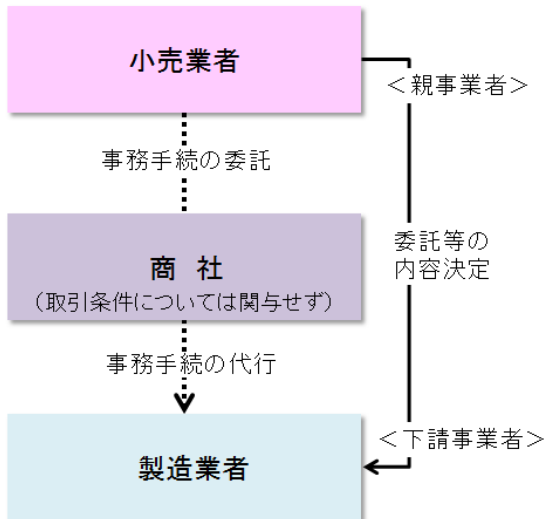 小売業者
＜親事業者＞
事務手続の委託
委託等の
内容決定
商 社
（取引条件については関与せず）
事務手続の代行
＜下請事業者＞
製造業者